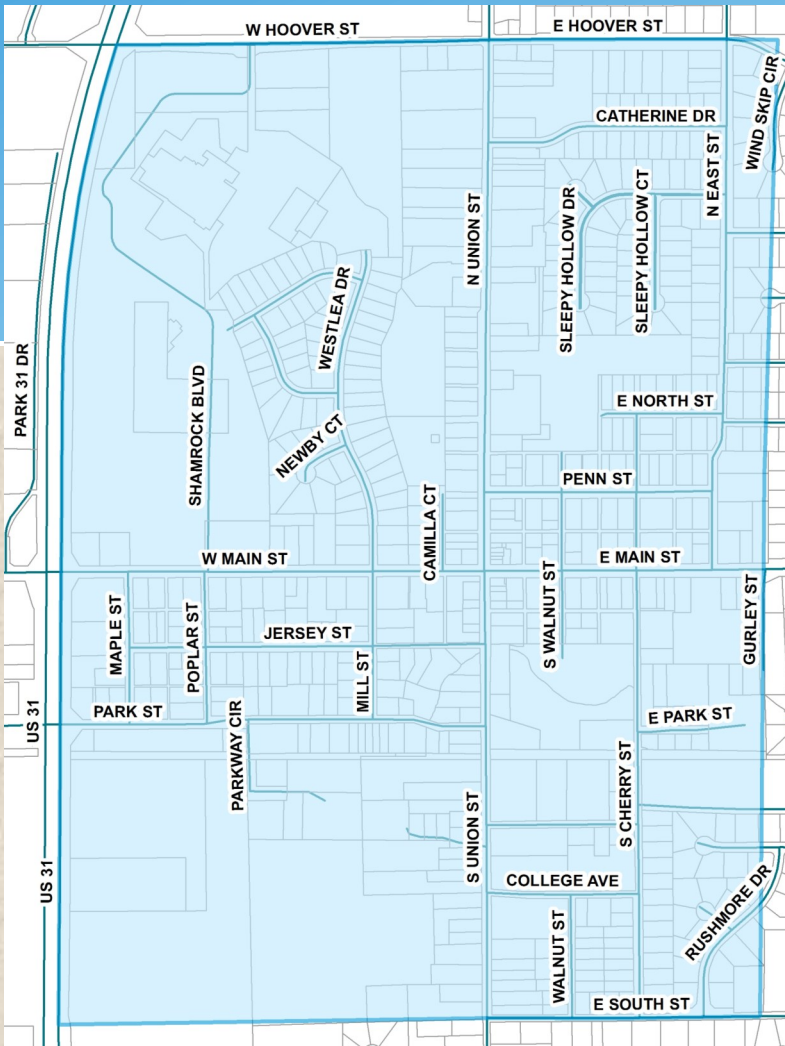 W HOOVER ST
E HOOVER ST
WIND SKIP CIR
CATHERINE DR
N EAST ST
N UNION ST
SLEEPY HOLLOW DR
SLEEPY HOLLOW CT
WESTLEA DR
PARK 31 DR
SHAMROCK BLVD
E NORTH ST
NEWBY CT
PENN ST
CAMILLA CT
W MAIN ST
E MAIN ST
MAPLE ST
POPLAR ST
S WALNUT ST
GURLEY ST
JERSEY ST
MILL ST
PARK ST
US 31
E PARK ST
PARKWAY CIR
S CHERRY ST
S UNION ST
US 31
COLLEGE AVE
RUSHMORE DR
WALNUT ST
E SOUTH ST